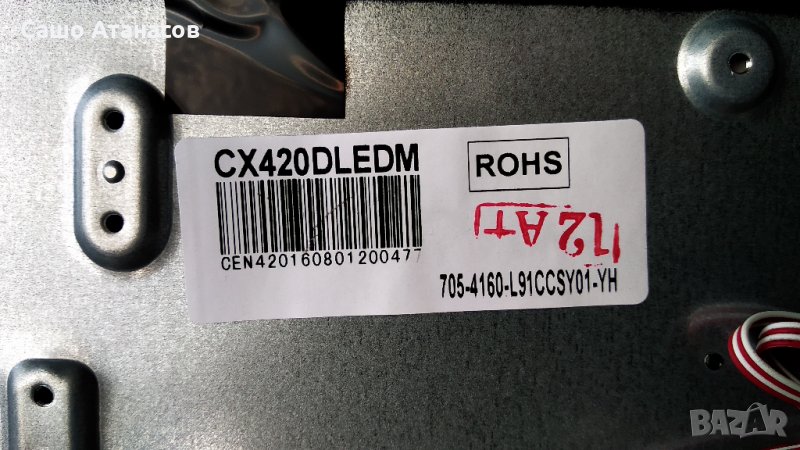 Сашо Атанасов
CX420DLEDM
ROHS
CEN420160801200477
705-4160-L91CCSY01-YH
BAZAR